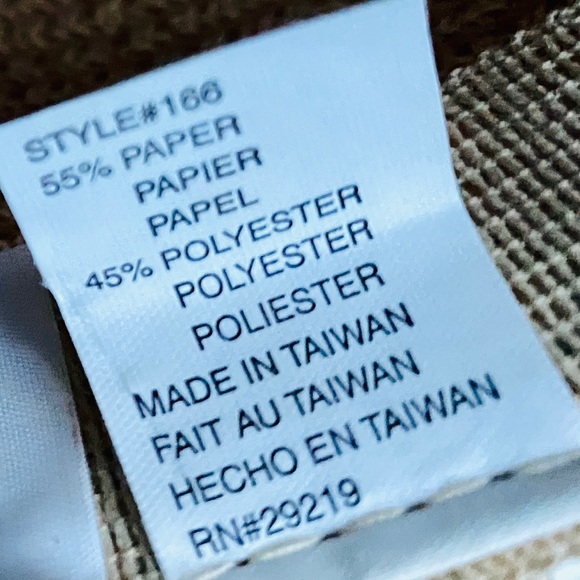 STYLE#166
55% PAPER
PAPIER
PAPEL
45% POLYESTER
POLYESTER
POLIESTER
MADE IN TAIWAN
FAIT AU TAIWAN
HECHO EN TAIWAN
RN#29219